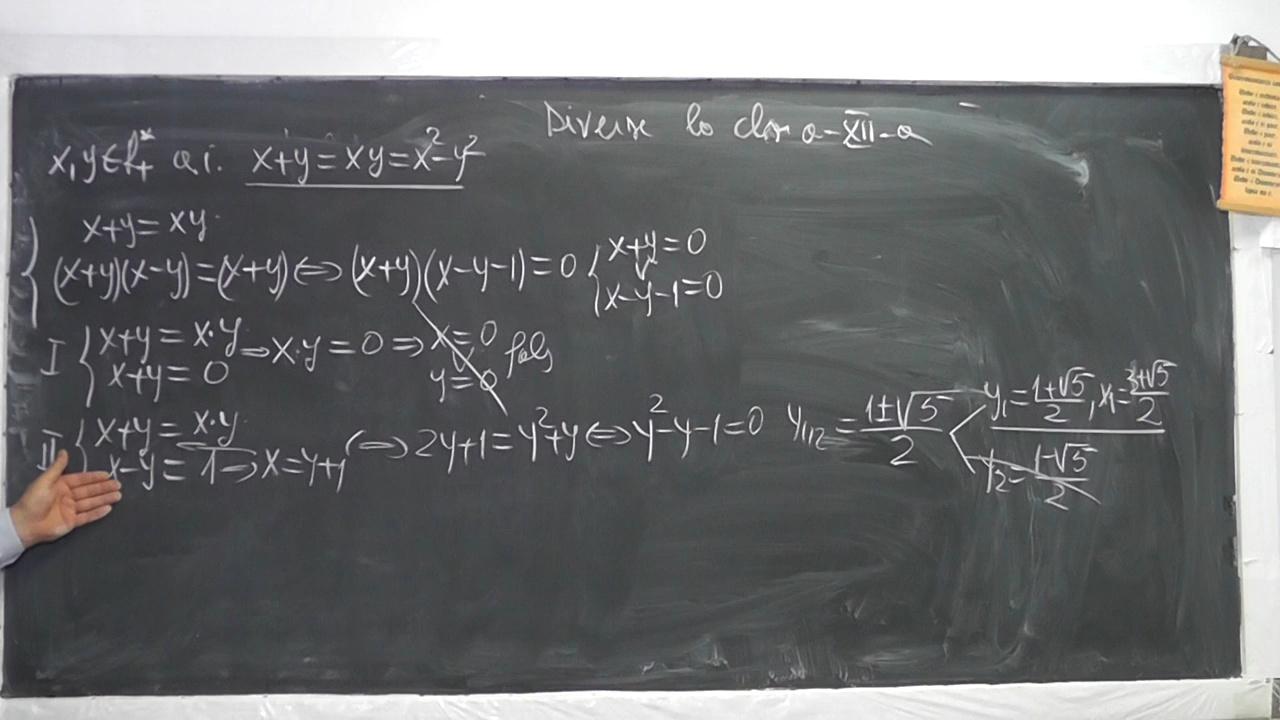 Diverse la clasa a-XII-a
x,y∈R₊* a.î. x+y=xy=x²-y²
x+y=xy
(x+y)(x-y)=(x+y)⇔(x+y)(x-y-1)=0 { x+y=0
∨
x-y-1=0
I { x+y=x·y ⇒x·y=0⇒ x=0 fals
x+y=0 ∨ y=0
II { x+y=x·y ⇔ 2y+1=y²+y⇔y²-y-1=0 y₁,₂=(1±√5)/2 < y₁=(1+√5)/2, x₁=(3+√5)/2
x-y=1⇒x=y+1 y₂=(1-√5)/2